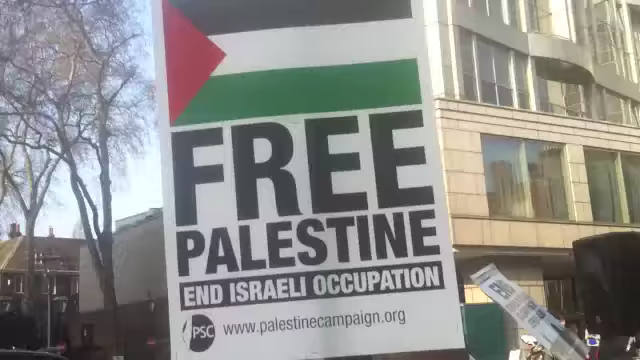 FREE
PALESTINE
END ISRAELI OCCUPATION
PSC www.palestinecampaign.org